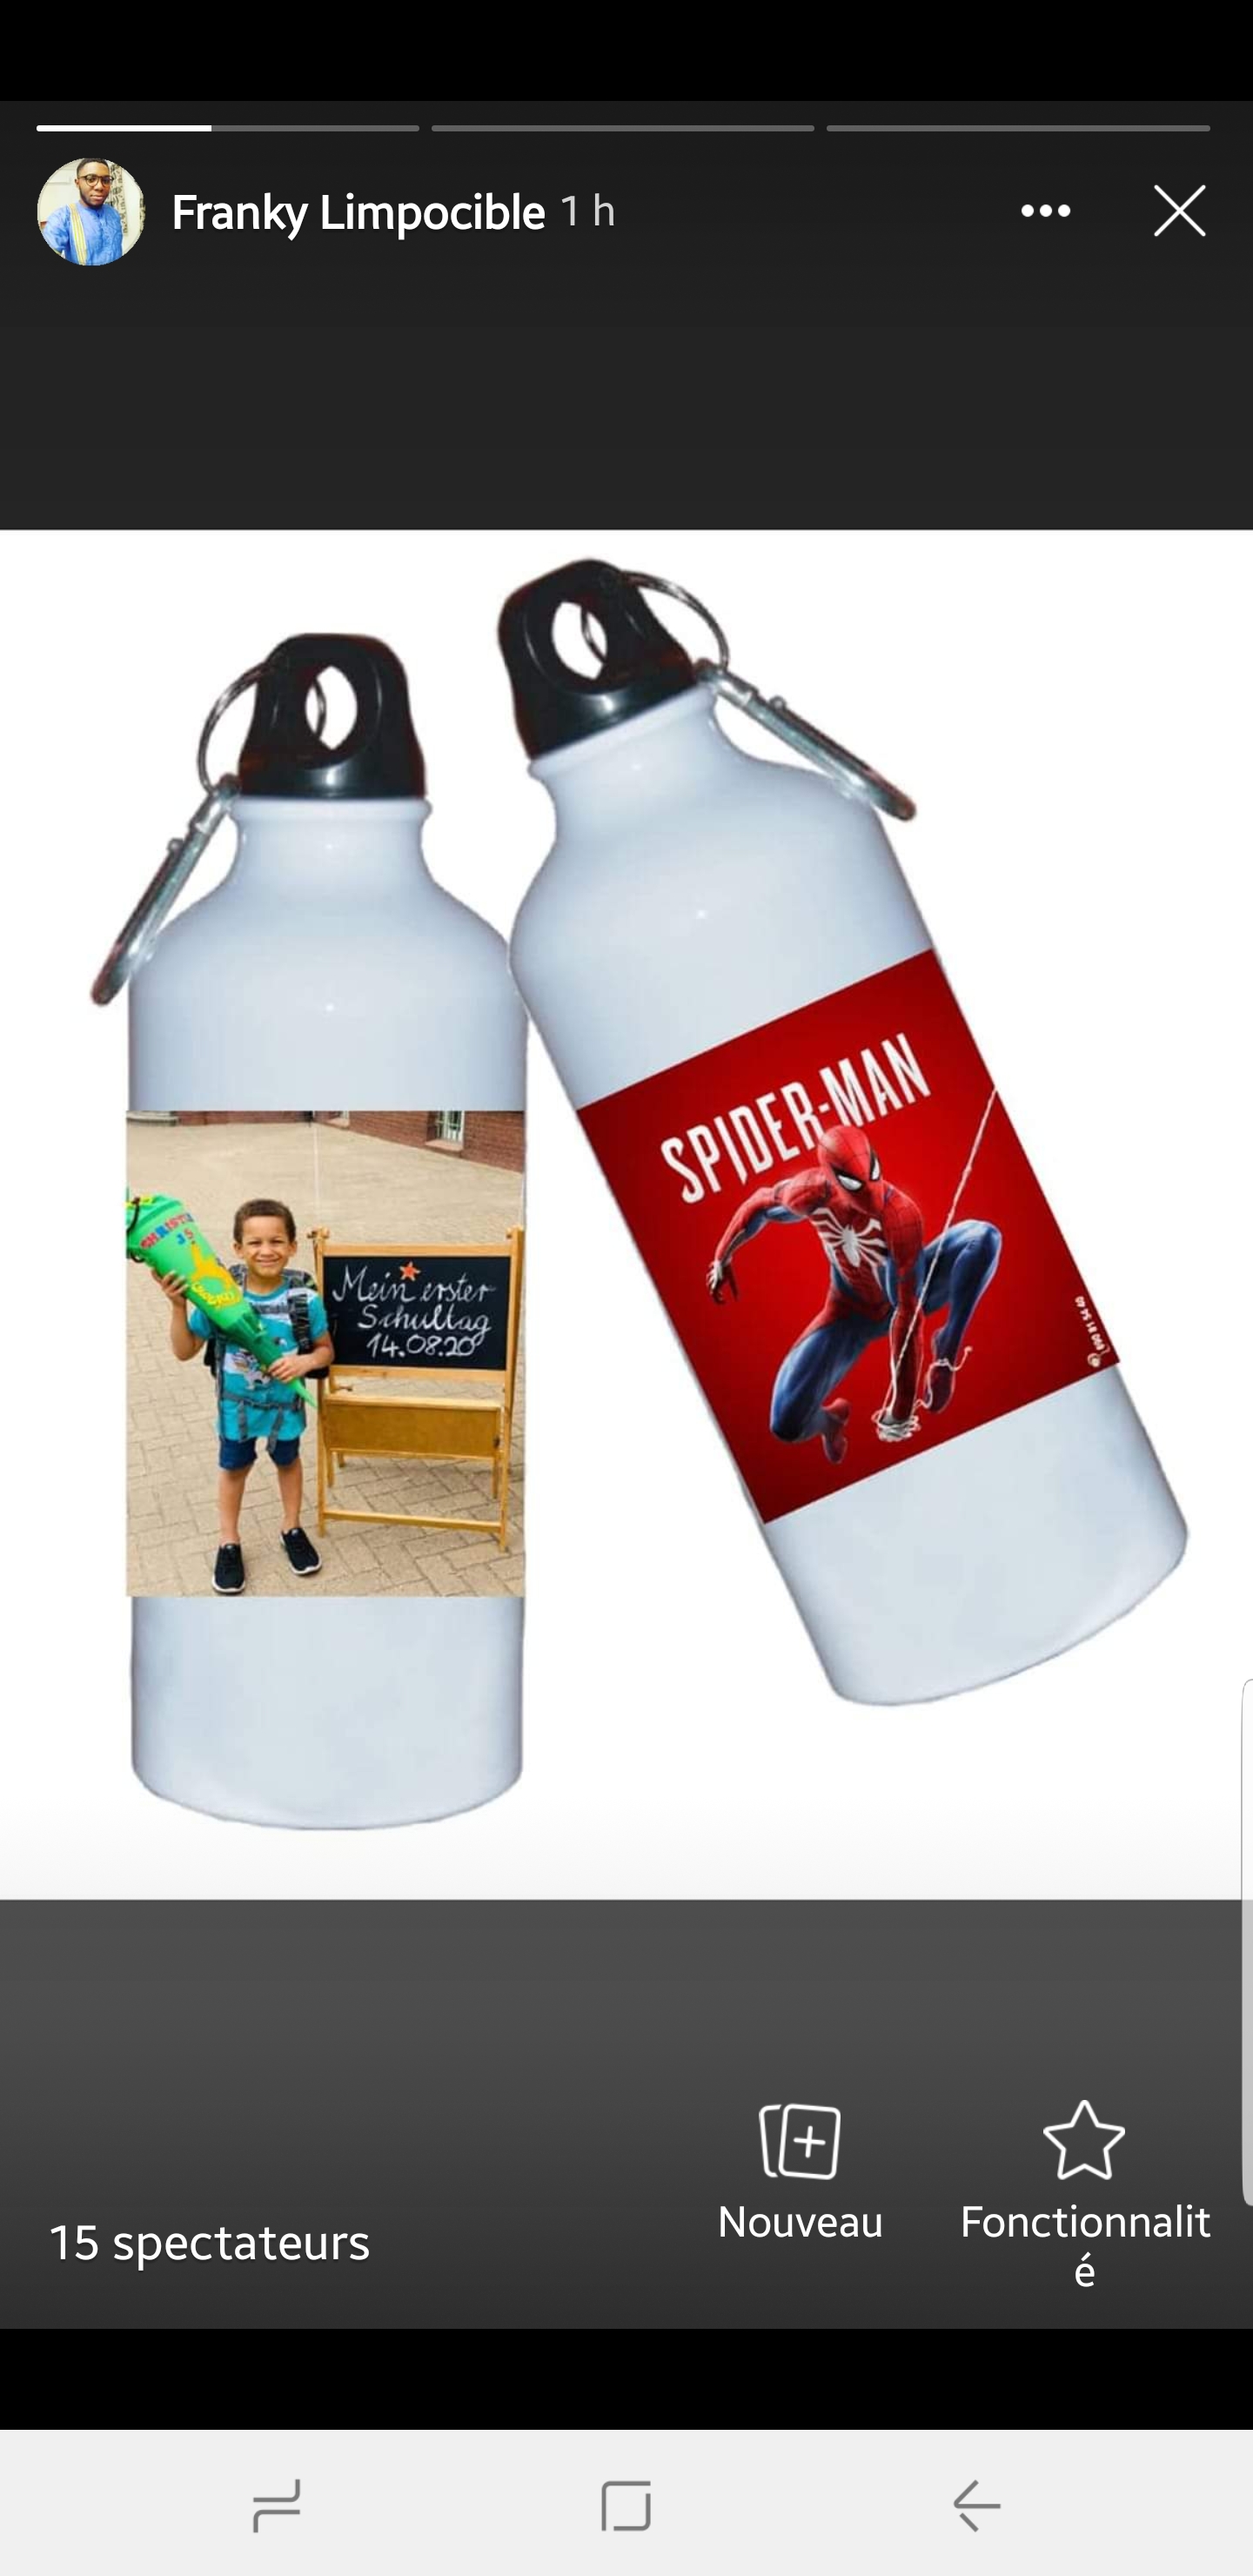 Franky Limpocible 1 h
SPIDER-MAN
Mein erster
Schultag
14.08.20
15 spectateurs
Nouveau
Fonctionnalit
é